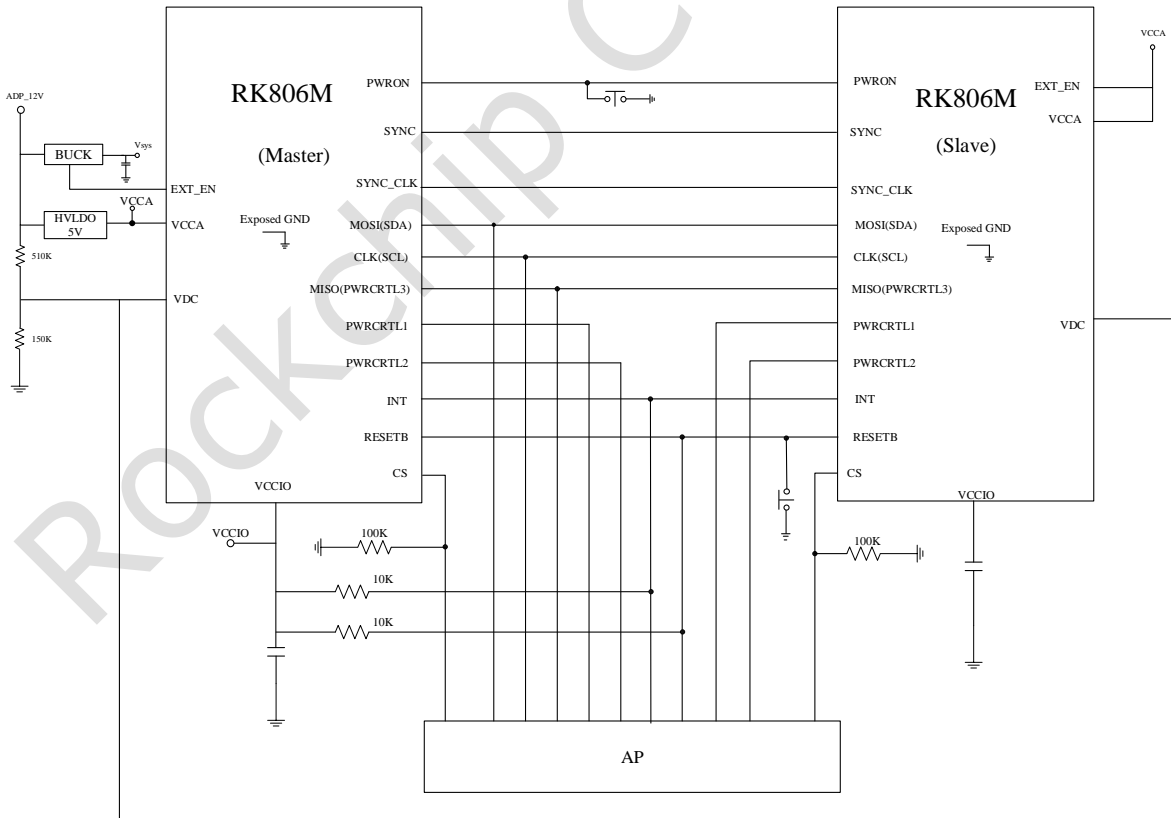 ADP_12V
BUCK
Vsys
HVLDO
5V
VCCA
510K
150K
RK806M
(Master)
Exposed GND
EXT_EN
VCCA
VDC
PWRON
SYNC
SYNC_CLK
MOSI(SDA)
CLK(SCL)
MISO(PWRCRTL3)
PWRCRTL1
PWRCRTL2
INT
RESETB
CS
VCCIO
VCCIO
100K
10K
10K
RK806M
(Slave)
Exposed GND
PWRON
SYNC
SYNC_CLK
MOSI(SDA)
CLK(SCL)
MISO(PWRCRTL3)
PWRCRTL1
PWRCRTL2
INT
RESETB
CS
VCCIO
EXT_EN
VCCA
VDC
VCCA
100K
AP
Rockchip C